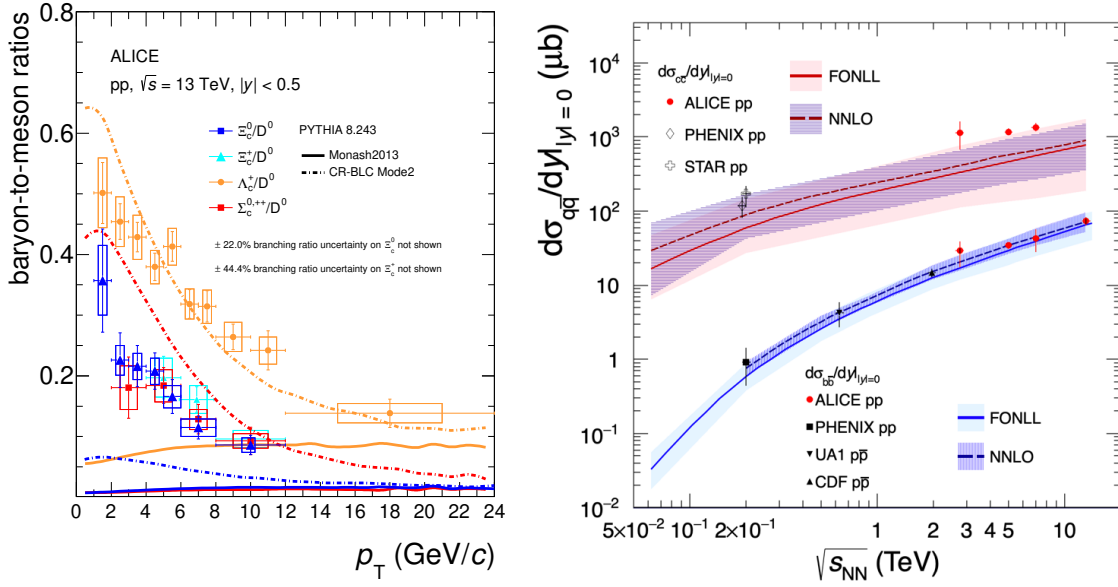 baryon-to-meson ratios
0.8
0.6
0.4
0.2
ALICE
pp, √s = 13 TeV, |y| < 0.5
Ξc0/D0
Ξc+/D0
Λc+/D0
Σc0,++/D0
PYTHIA 8.243
Monash2013
CR-BLC Mode2
± 22.0% branching ratio uncertainty on Ξc0 not shown
± 44.4% branching ratio uncertainty on Ξc+ not shown
0 2 4 6 8 10 12 14 16 18 20 22 24
pT (GeV/c)
dσqq̅/dy||y| = 0 (μb)
10^4
10^3
10^2
10
1
10^−1
10^−2
dσcc̅/dy||y|=0
ALICE pp
PHENIX pp
STAR pp
FONLL
NNLO
dσbb̅/dy||y|=0
ALICE pp
PHENIX pp
UA1 pp̅
CDF pp̅
FONLL
NNLO
5×10^−2 10^−1 2×10^−1 1 2 3 4 5 10
√sNN (TeV)